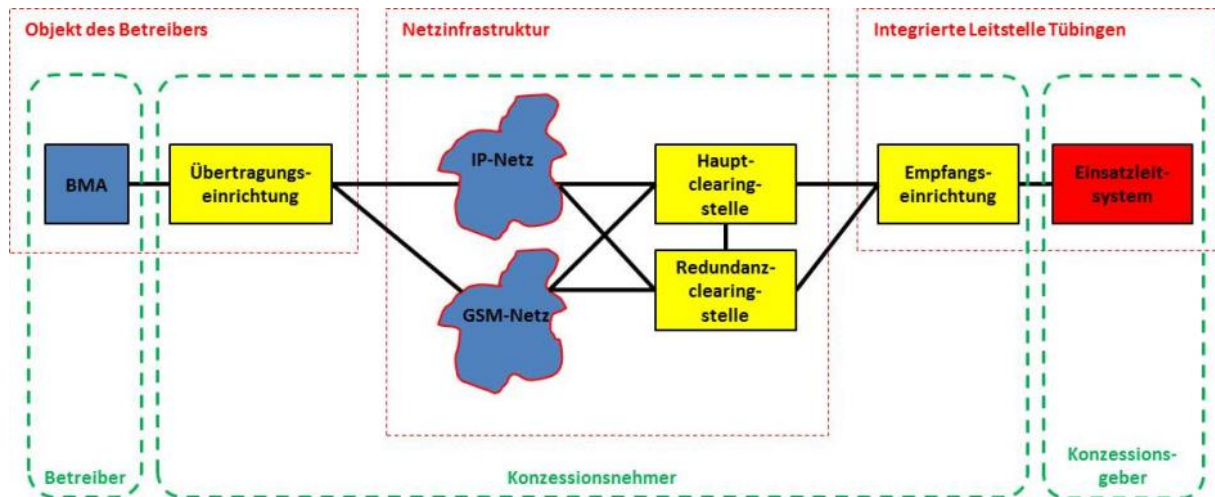 Objekt des Betreibers
Netzinfrastruktur
Integrierte Leitstelle Tübingen
BMA
Übertragungs-
einrichtung
IP-Netz
GSM-Netz
Haupt-
clearing-
stelle
Redundanz-
clearing-
stelle
Empfangs-
einrichtung
Einsatzleit-
system
Betreiber
Konzessionsnehmer
Konzessions-
geber